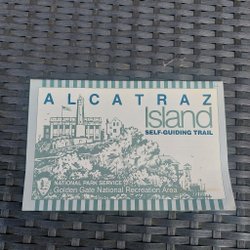 ALCATRAZ
Island
SELF-GUIDING TRAIL
NATIONAL PARK SERVICE
Golden Gate National Recreation Area